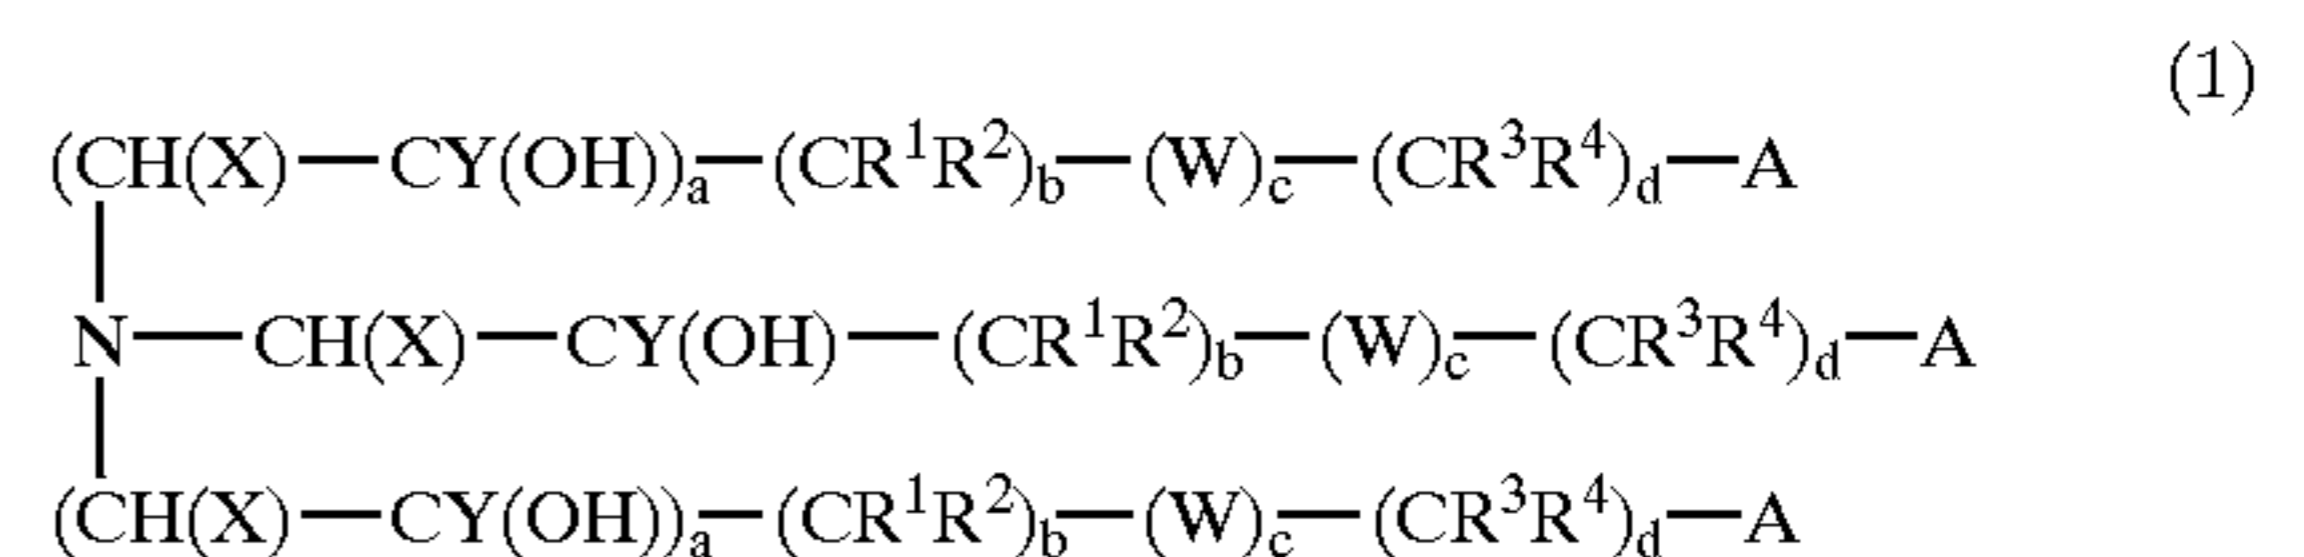 (1)
(CH(X)—CY(OH))a—(CR¹R²)b—(W)c—(CR³R⁴)d—A
N—CH(X)—CY(OH)—(CR¹R²)b—(W)c—(CR³R⁴)d—A
(CH(X)—CY(OH))a—(CR¹R²)b—(W)c—(CR³R⁴)d—A